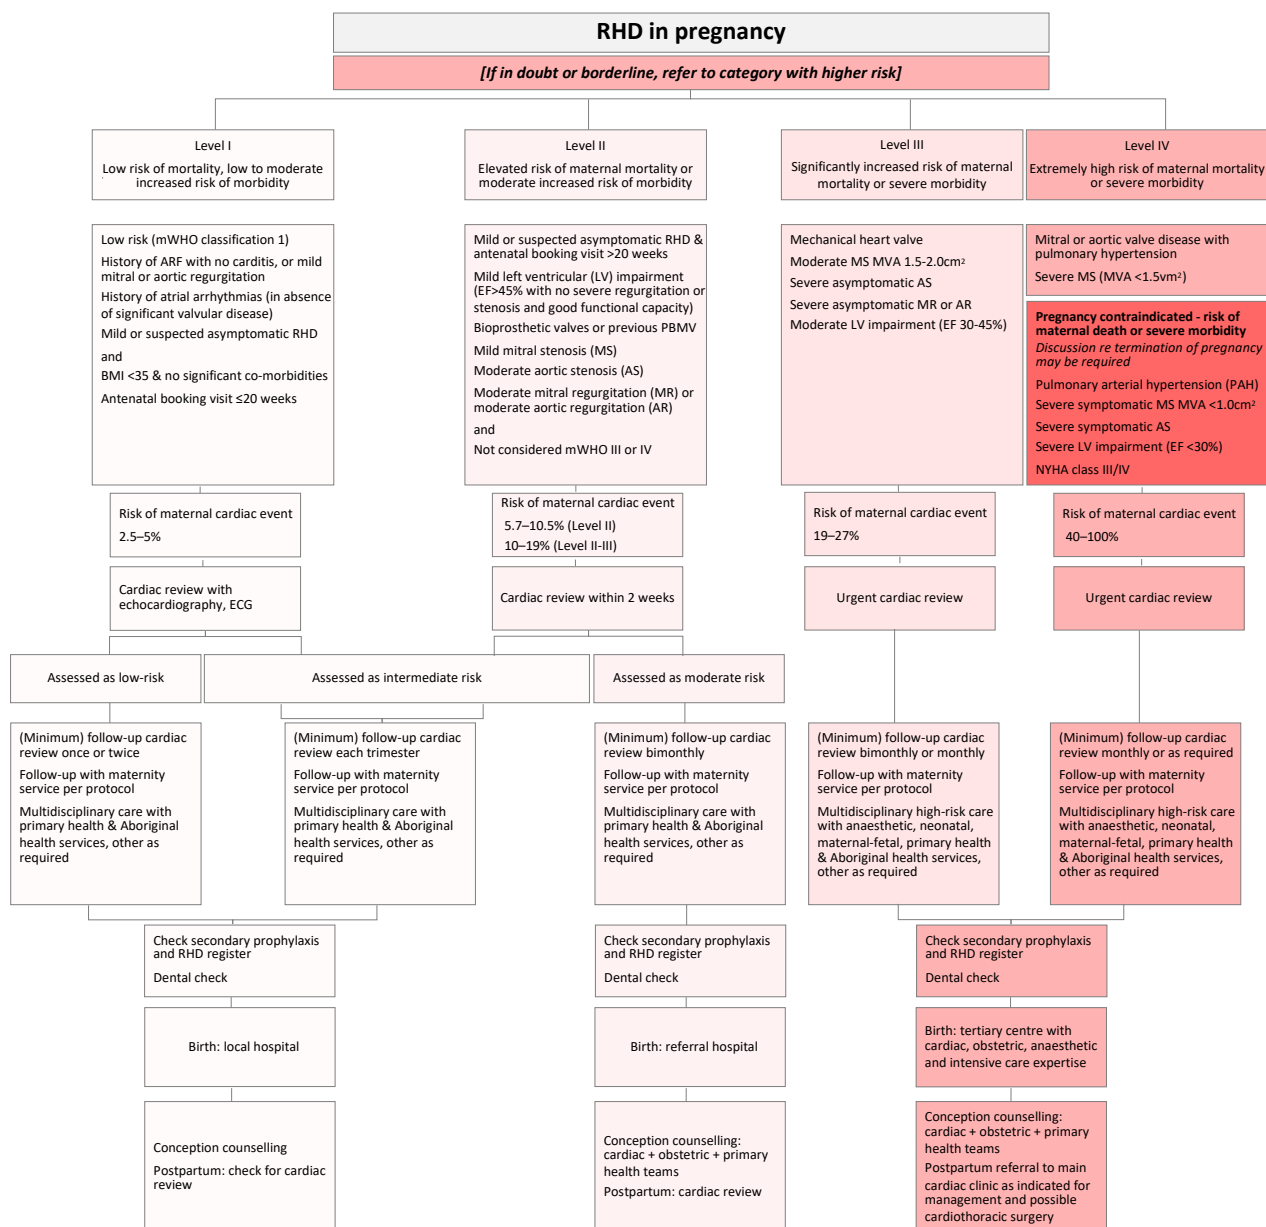 RHD in pregnancy
[If in doubt or borderline, refer to category with higher risk]
Level I
Low risk of mortality, low to moderate
increased risk of morbidity
Level II
Elevated risk of maternal mortality or
moderate increased risk of morbidity
Level III
Significantly increased risk of maternal
mortality or severe morbidity
Level IV
Extremely high risk of maternal mortality
or severe morbidity
Low risk (mWHO classification 1)
History of ARF with no carditis, or mild
mitral or aortic regurgitation
History of atrial arrhythmias (in absence
of significant valvular disease)
Mild or suspected asymptomatic RHD
and
BMI <35 & no significant co-morbidities
Antenatal booking visit ≤20 weeks
Mild or suspected asymptomatic RHD &
antenatal booking visit >20 weeks
Mild left ventricular (LV) impairment
(EF>45% with no severe regurgitation or
stenosis and good functional capacity)
Bioprosthetic valves or previous PBMV
Mild mitral stenosis (MS)
Moderate aortic stenosis (AS)
Moderate mitral regurgitation (MR) or
moderate aortic regurgitation (AR)
and
Not considered mWHO III or IV
Mechanical heart valve
Moderate MS MVA 1.5-2.0cm²
Severe asymptomatic AS
Severe asymptomatic MR or AR
Moderate LV impairment (EF 30-45%)
Mitral or aortic valve disease with
pulmonary hypertension
Severe MS (MVA <1.5vm²)
Pregnancy contraindicated - risk of
maternal death or severe morbidity
Discussion re termination of pregnancy
may be required
Pulmonary arterial hypertension (PAH)
Severe symptomatic MS MVA <1.0cm²
Severe symptomatic AS
Severe LV impairment (EF <30%)
NYHA class III/IV
Risk of maternal cardiac event
2.5–5%
Risk of maternal cardiac event
5.7–10.5% (Level II)
10–19% (Level II-III)
Risk of maternal cardiac event
19–27%
Risk of maternal cardiac event
40–100%
Cardiac review with
echocardiography, ECG
Cardiac review within 2 weeks
Urgent cardiac review
Urgent cardiac review
Assessed as low-risk
Assessed as intermediate risk
Assessed as moderate risk
(Minimum) follow-up cardiac
review once or twice
Follow-up with maternity
service per protocol
Multidisciplinary care with
primary health & Aboriginal
health services, other as
required
(Minimum) follow-up cardiac
review each trimester
Follow-up with maternity
service per protocol
Multidisciplinary care with
primary health & Aboriginal
health services, other as
required
(Minimum) follow-up cardiac
review bimonthly
Follow-up with maternity
service per protocol
Multidisciplinary care with
primary health & Aboriginal
health services, other as
required
(Minimum) follow-up cardiac
review bimonthly or monthly
Follow-up with maternity
service per protocol
Multidisciplinary high-risk care
with anaesthetic, neonatal,
maternal-fetal, primary health
& Aboriginal health services,
other as required
(Minimum) follow-up cardiac
review monthly or as required
Follow-up with maternity
service per protocol
Multidisciplinary high-risk care
with anaesthetic, neonatal,
maternal-fetal, primary health
& Aboriginal health services,
other as required
Check secondary prophylaxis
and RHD register
Dental check
Check secondary prophylaxis
and RHD register
Dental check
Check secondary prophylaxis
and RHD register
Dental check
Birth: local hospital
Birth: referral hospital
Birth: tertiary centre with
cardiac, obstetric, anaesthetic
and intensive care expertise
Conception counselling
Postpartum: check for cardiac
review
Conception counselling:
cardiac + obstetric + primary
health teams
Postpartum: cardiac review
Conception counselling:
cardiac + obstetric + primary
health teams
Postpartum referral to main
cardiac clinic as indicated for
management and possible
cardiothoracic surgery